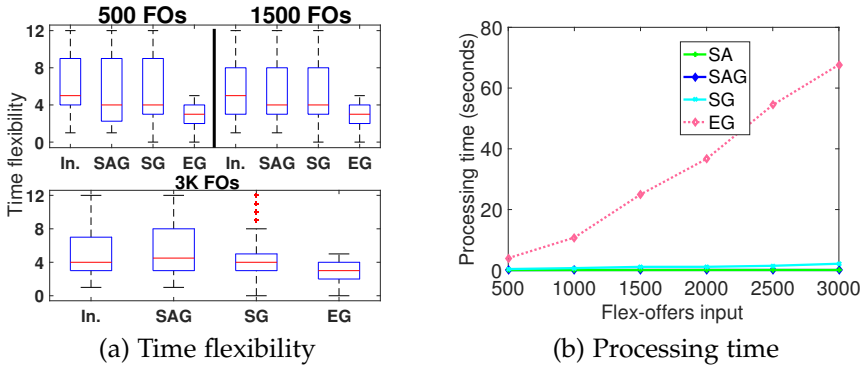 500 FOs
1500 FOs
Time flexibility
12
8
4
0
In. SAG SG EG In. SAG SG EG
3K FOs
12
8
4
0
In. SAG SG EG
(a) Time flexibility
Processing time (seconds)
80
60
40
20
0
SA
SAG
SG
EG
500 1000 1500 2000 2500 3000
Flex-offers input
(b) Processing time